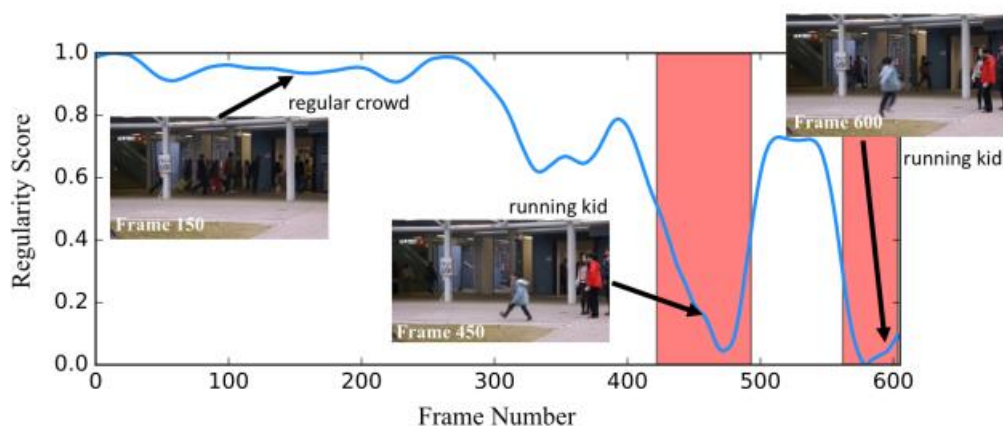 1.0
0.8
0.6
0.4
0.2
0.0
Regularity Score
regular crowd
Frame 150
running kid
Frame 450
Frame 600
running kid
0
100
200
300
400
500
600
Frame Number